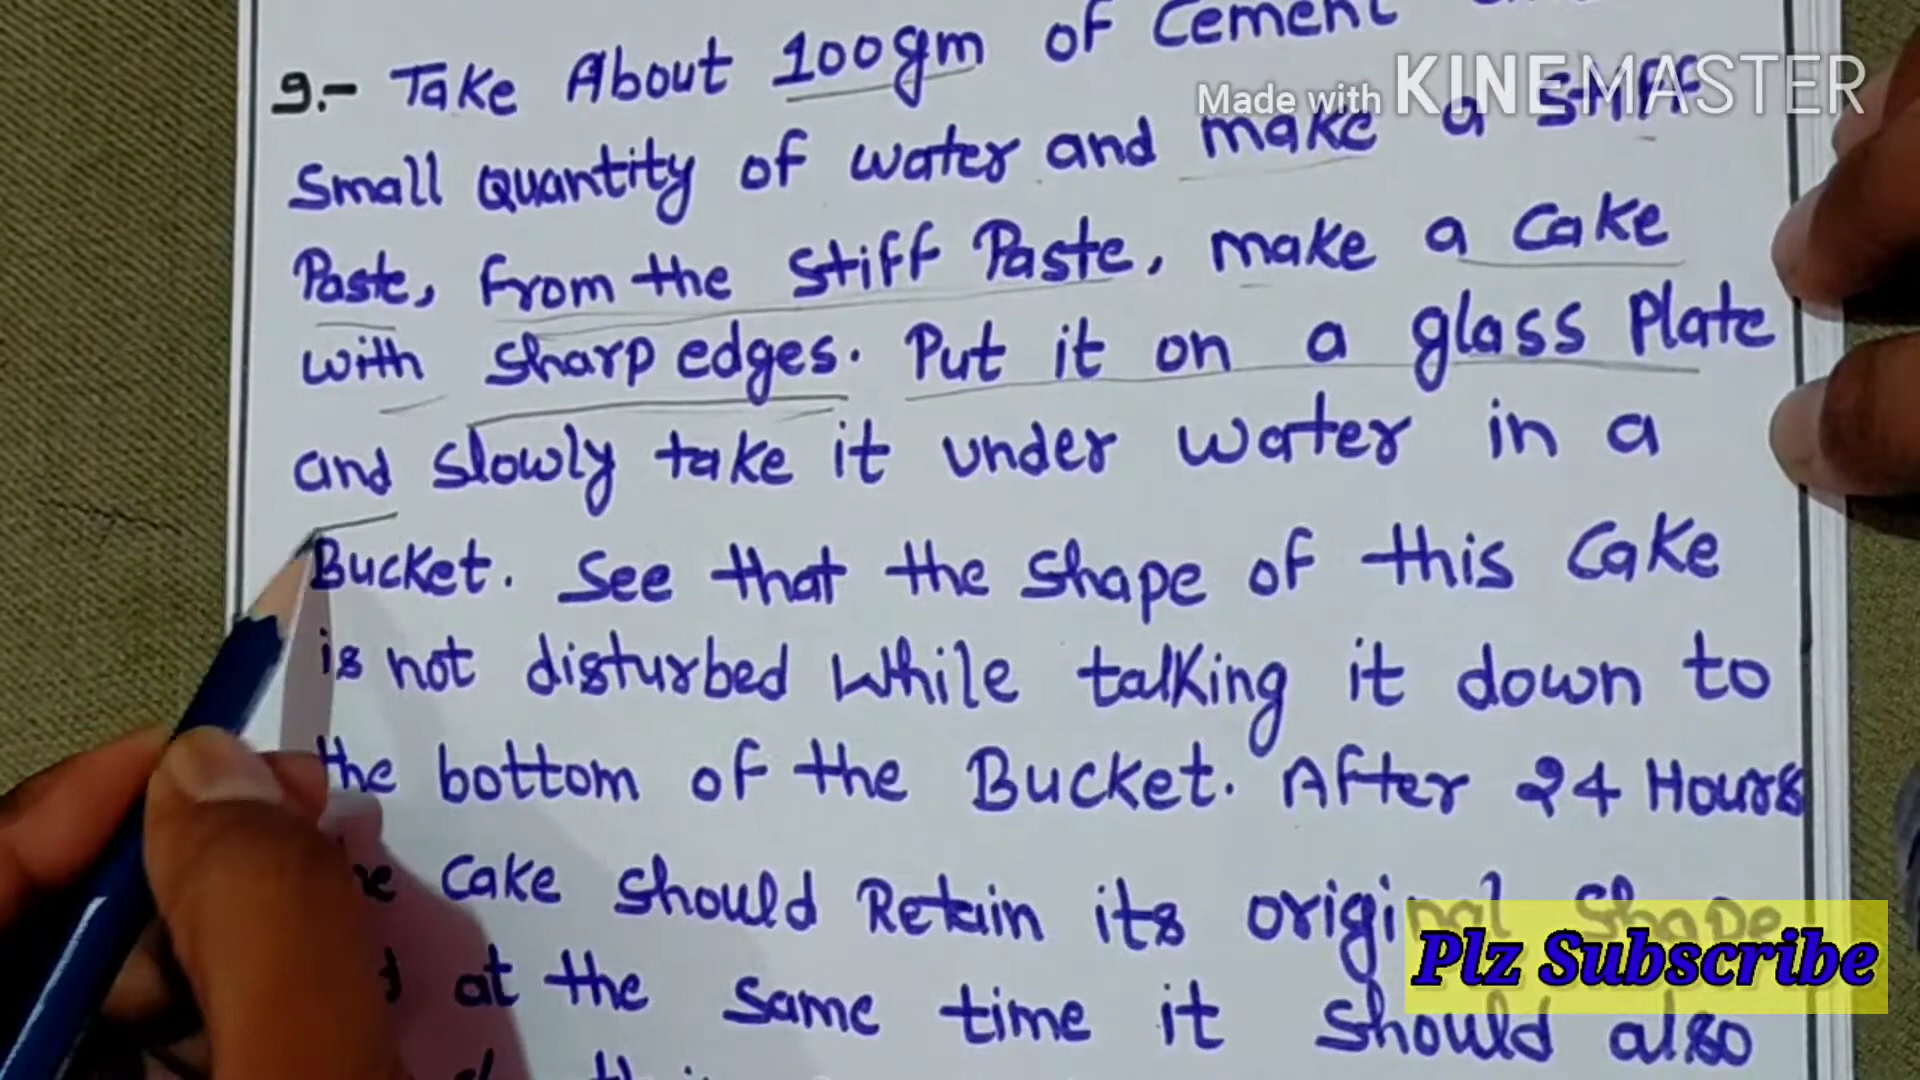 9.- Take About 100gm of Cement
Made with KINEMASTER
Small Quantity of water and make a Stiff
Paste, from the Stiff Paste, make a cake
with sharp edges. Put it on a glass Plate
and slowly take it under water in a
Bucket. See that the shape of this Cake
is not disturbed While talking it down to
the bottom of the Bucket. After 24 Hours
Cake should Retain its original Shape
at the same time it should also
Plz Subscribe